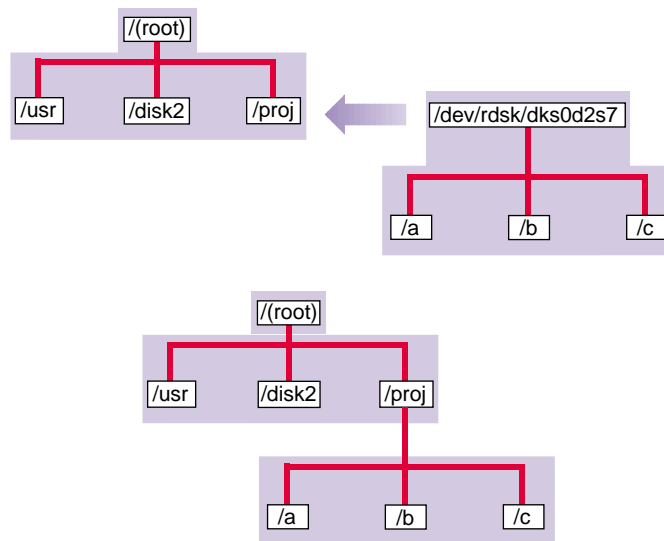 /(root)
/usr /disk2 /proj
/dev/rdsk/dks0d2s7
/a /b /c
/(root)
/usr /disk2 /proj
/a /b /c